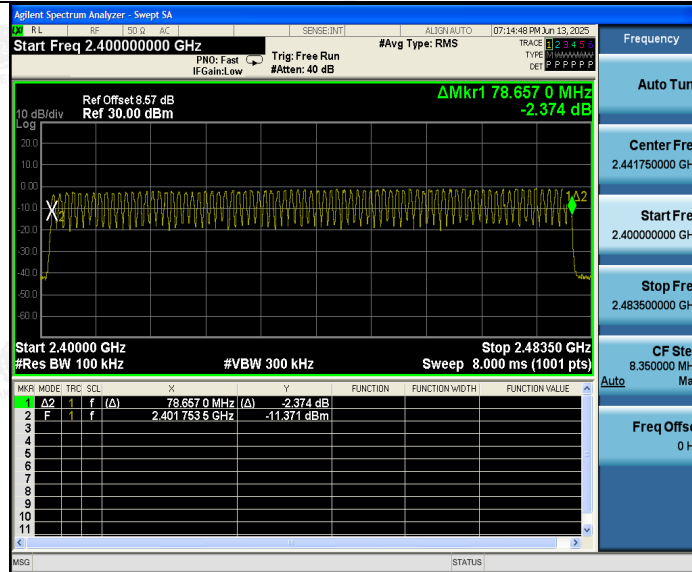 Agilent Spectrum Analyzer - Swept SA
RL RF 50 Ω AC SENSE:INT ALIGN AUTO 07:14:48 PM Jun 13, 2025
Start Freq 2.400000000 GHz
PNO: Fast
IFGain:Low
Trig: Free Run
#Atten: 40 dB
#Avg Type: RMS
TRACE 1 2 3 4 5 6
TYPE
DET P P P P P P
10 dB/div
Log
Ref Offset 8.57 dB
Ref 30.00 dBm
ΔMkr1 78.657 0 MHz
-2.374 dB
20.0
10.0
0.00
-10.0
-20.0
-30.0
-40.0
-50.0
-60.0
2
1Δ2
Start 2.40000 GHz Stop 2.48350 GHz
#Res BW 100 kHz #VBW 300 kHz Sweep 8.000 ms (1001 pts)
MKR MODE TRC SCL X Y FUNCTION FUNCTION WIDTH FUNCTION VALUE
1 Δ2 1 f (Δ) 78.657 0 MHz (Δ) -2.374 dB
2 F 1 f 2.401 753 5 GHz -11.371 dBm
3
4
5
6
7
8
9
10
11
MSG STATUS
Frequency
Auto Tun
Center Fre
2.441750000 GH
Start Fre
2.400000000 GH
Stop Fre
2.483500000 GH
CF Ste
8.350000 MH
Auto Ma
Freq Offse
0 H